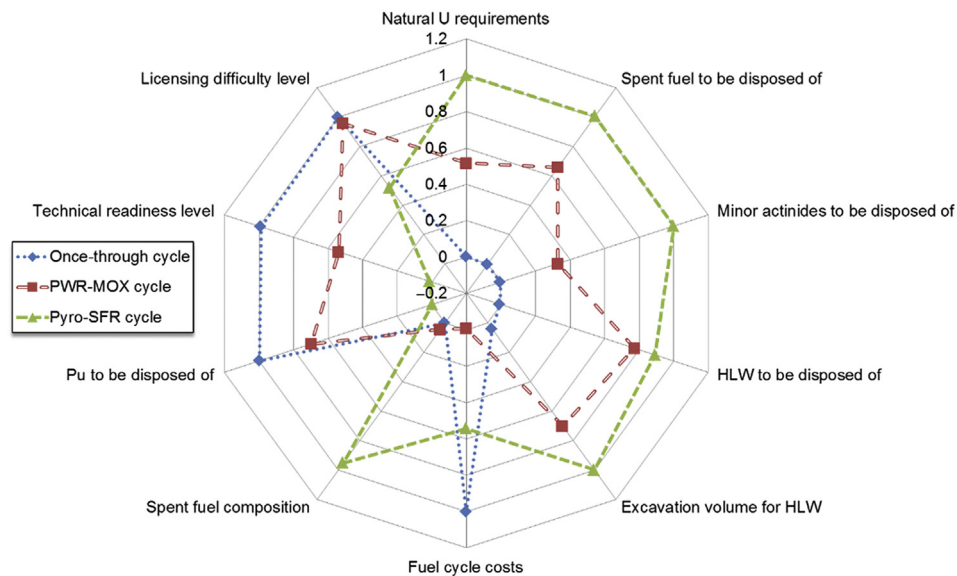 Natural U requirements
1.2
Licensing difficulty level
1
Spent fuel to be disposed of
0.8
0.6
0.4
Technical readiness level
0.2
Minor actinides to be disposed of
Once-through cycle
0
PWR-MOX cycle
–0.2
Pyro-SFR cycle
Pu to be disposed of
HLW to be disposed of
Spent fuel composition
Excavation volume for HLW
Fuel cycle costs